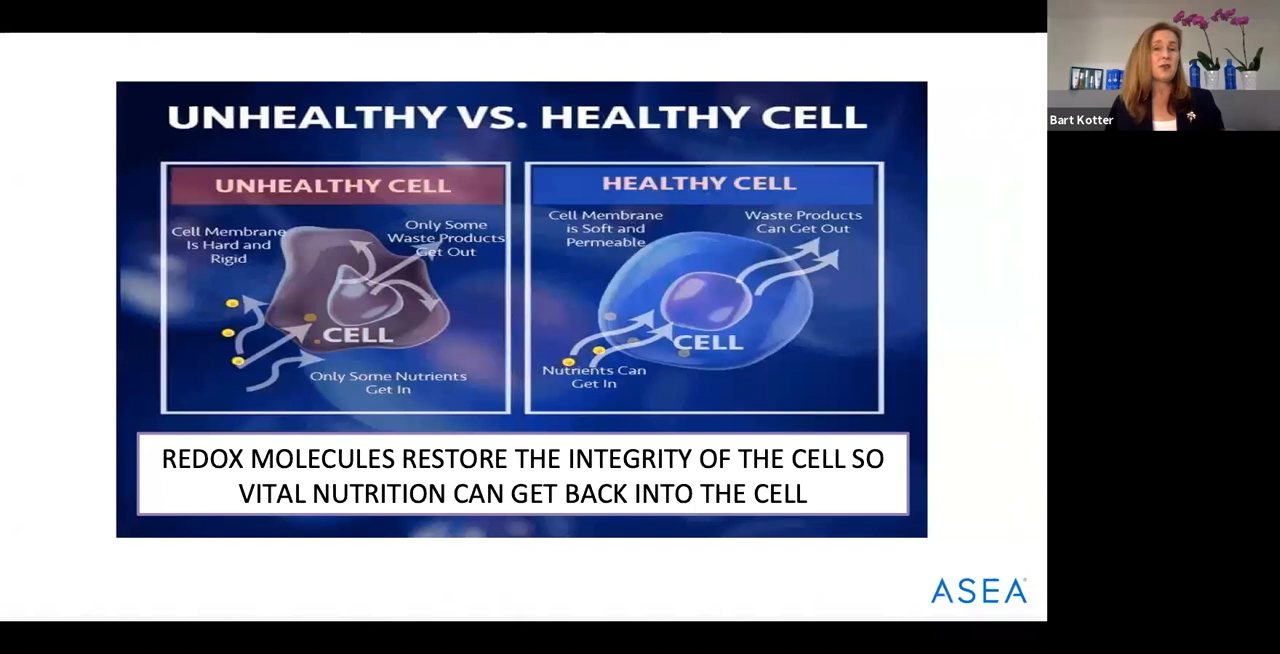 UNHEALTHY VS. HEALTHY CELL
UNHEALTHY CELL
Cell Membrane
Is Hard and
Rigid
Only Some
Waste Products
Get Out
CELL
Only Some Nutrients
Get In
HEALTHY CELL
Cell Membrane
is Soft and
Permeable
Waste Products
Can Get Out
CELL
Nutrients Can
Get In
REDOX MOLECULES RESTORE THE INTEGRITY OF THE CELL SO
VITAL NUTRITION CAN GET BACK INTO THE CELL
ASEA
Bart Kotter